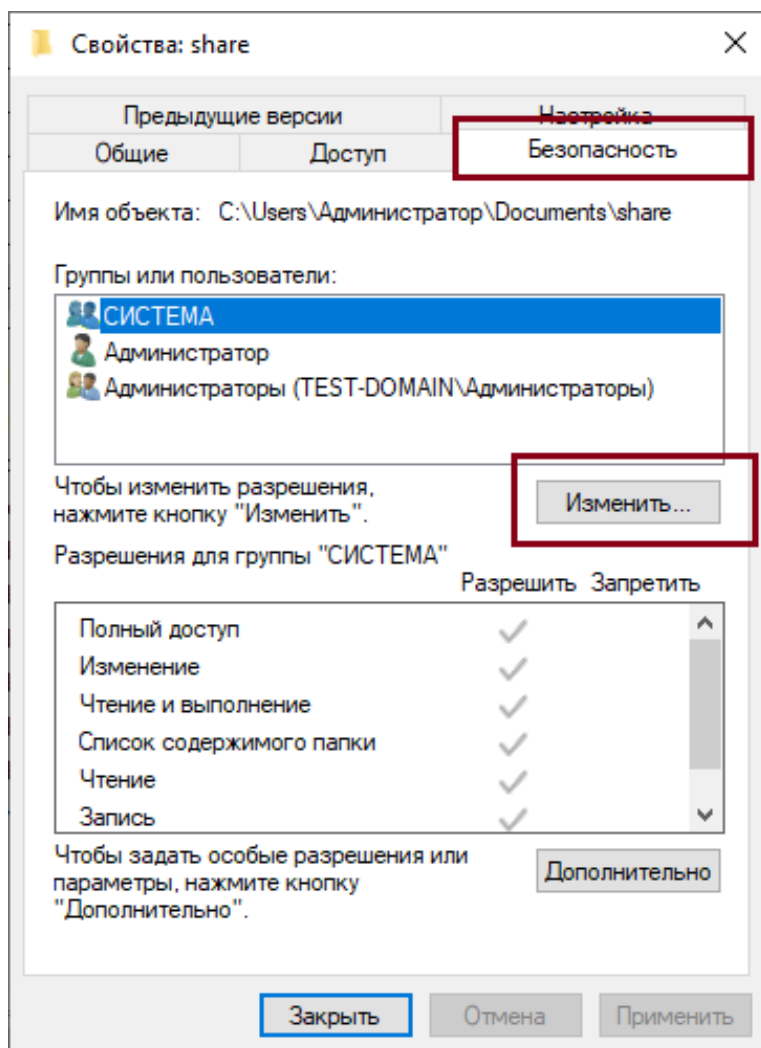 Свойства: share
Предыдущие версии
Настройка
Общие
Доступ
Безопасность
Имя объекта: C:\Users\Администратор\Documents\share
Группы или пользователи:
СИСТЕМА
Администратор
Администраторы (TEST-DOMAIN\Администраторы)
Чтобы изменить разрешения,
нажмите кнопку "Изменить".
Изменить...
Разрешения для группы "СИСТЕМА"
Разрешить Запретить
Полный доступ
Изменение
Чтение и выполнение
Список содержимого папки
Чтение
Запись
Чтобы задать особые разрешения или
параметры, нажмите кнопку
"Дополнительно".
Дополнительно
Закрыть
Отмена
Применить